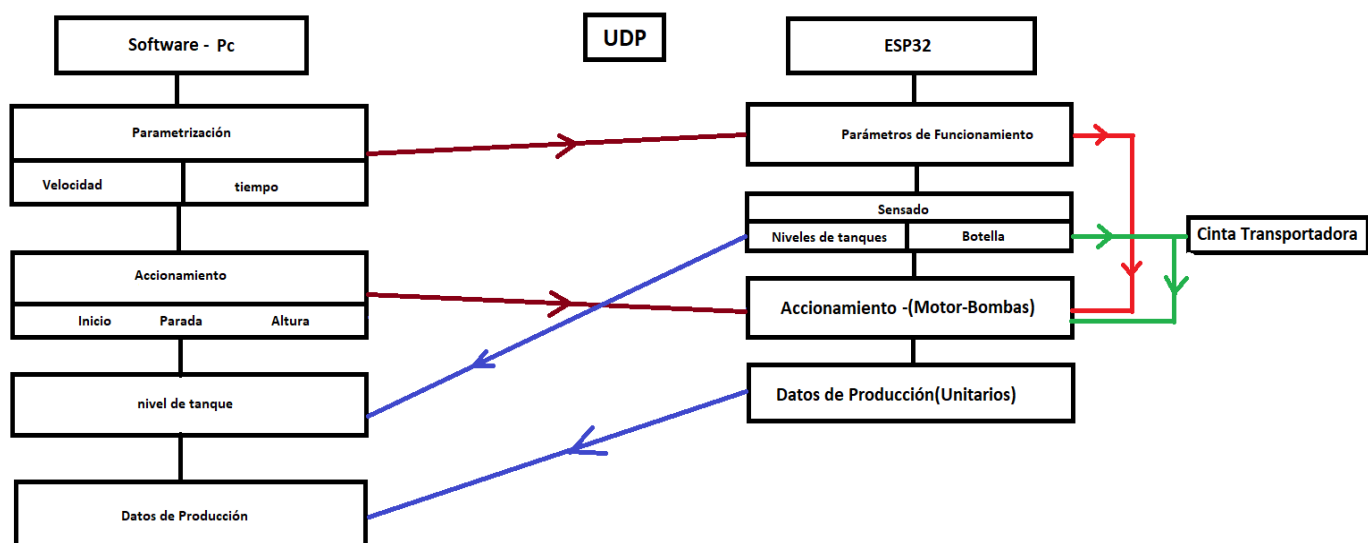 Software - Pc
UDP
ESP32
Parametrización
Velocidad
tiempo
Parámetros de Funcionamiento
Sensado
Niveles de tanques
Botella
Cinta Transportadora
Accionamiento
Inicio Parada Altura
Accionamiento -(Motor-Bombas)
nivel de tanque
Datos de Producción(Unitarios)
Datos de Producción